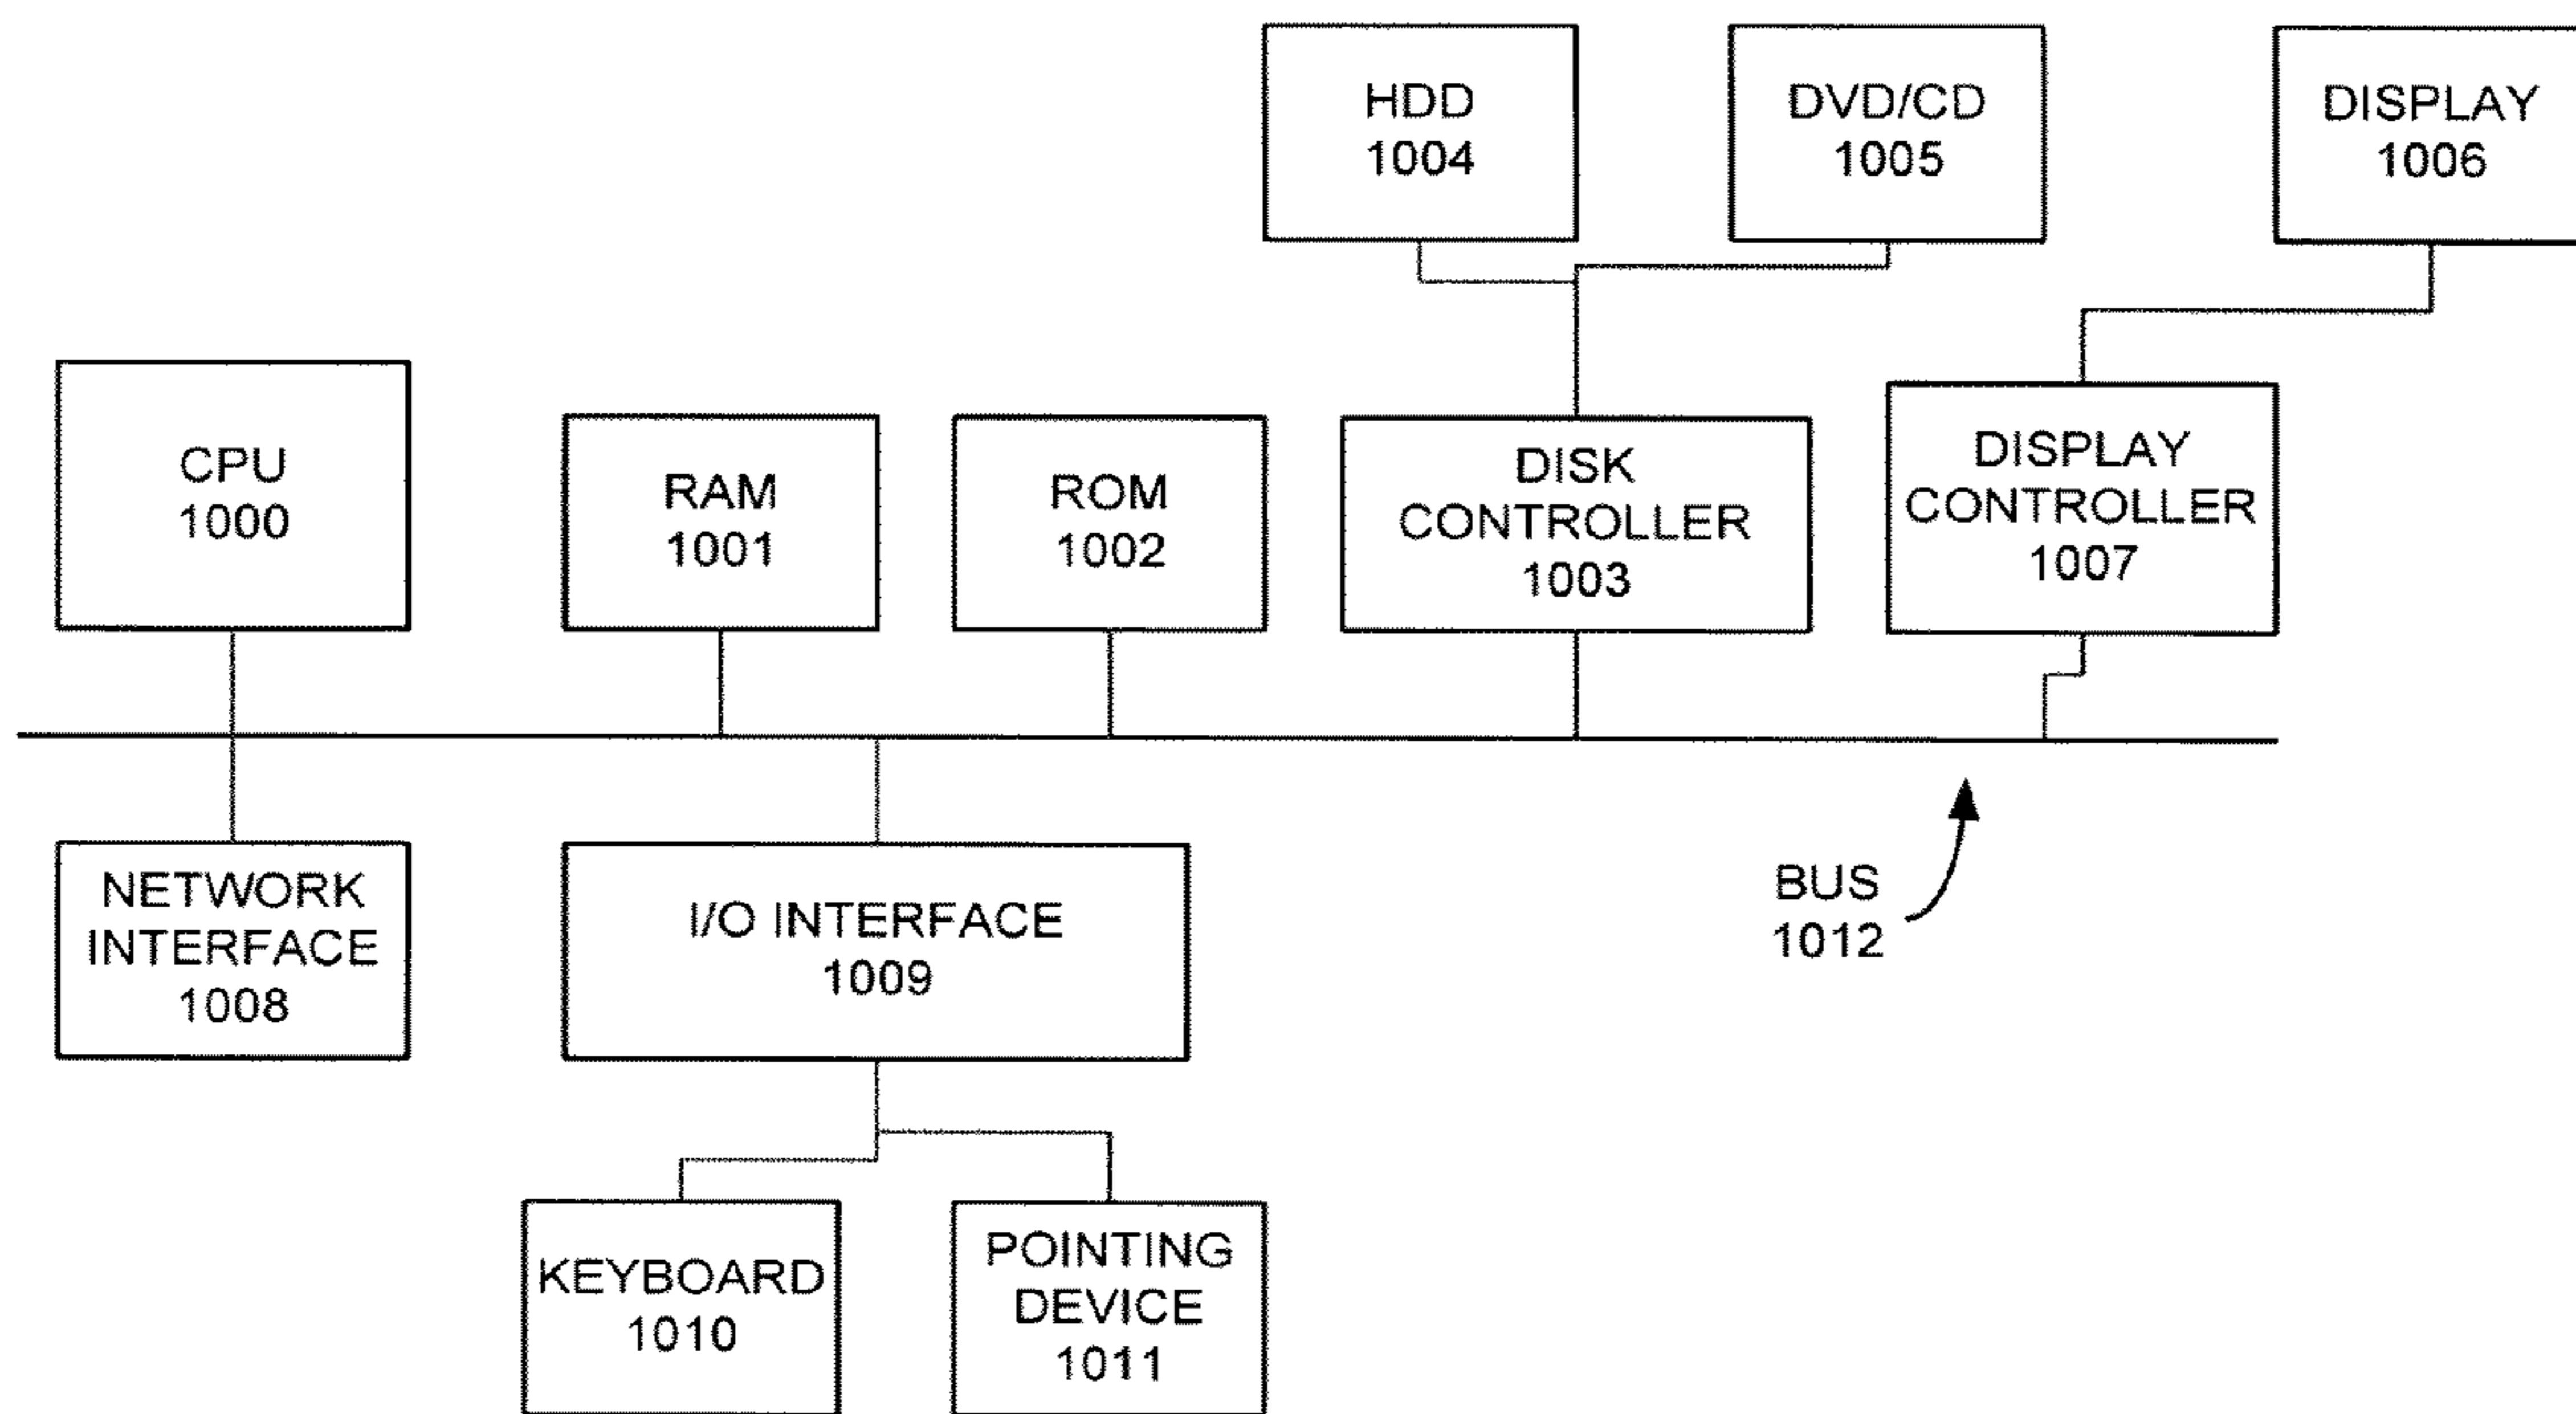 HDD
1004
DVD/CD
1005
DISPLAY
1006
CPU
1000
RAM
1001
ROM
1002
DISK
CONTROLLER
1003
DISPLAY
CONTROLLER
1007
NETWORK
INTERFACE
1008
I/O INTERFACE
1009
BUS
1012
KEYBOARD
1010
POINTING
DEVICE
1011